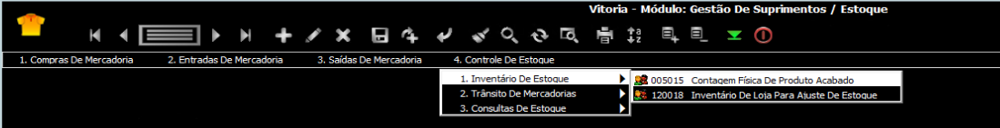 Vitoria - Módulo: Gestão De Suprimentos / Estoque
1. Compras De Mercadoria 2. Entradas De Mercadoria 3. Saídas De Mercadoria 4. Controle De Estoque
1. Inventário De Estoque
2. Trânsito De Mercadorias
3. Consultas De Estoque
005015 Contagem Física De Produto Acabado
120018 Inventário De Loja Para Ajuste De Estoque